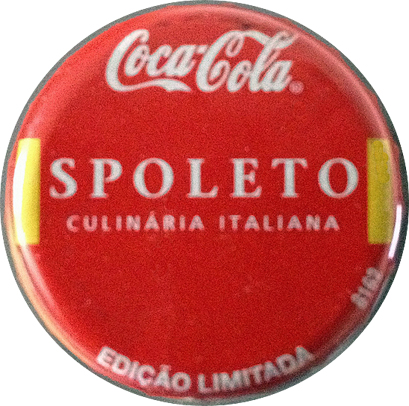 Coca-Cola
SPOLETO
CULINÁRIA ITALIANA
EDIÇÃO LIMITADA